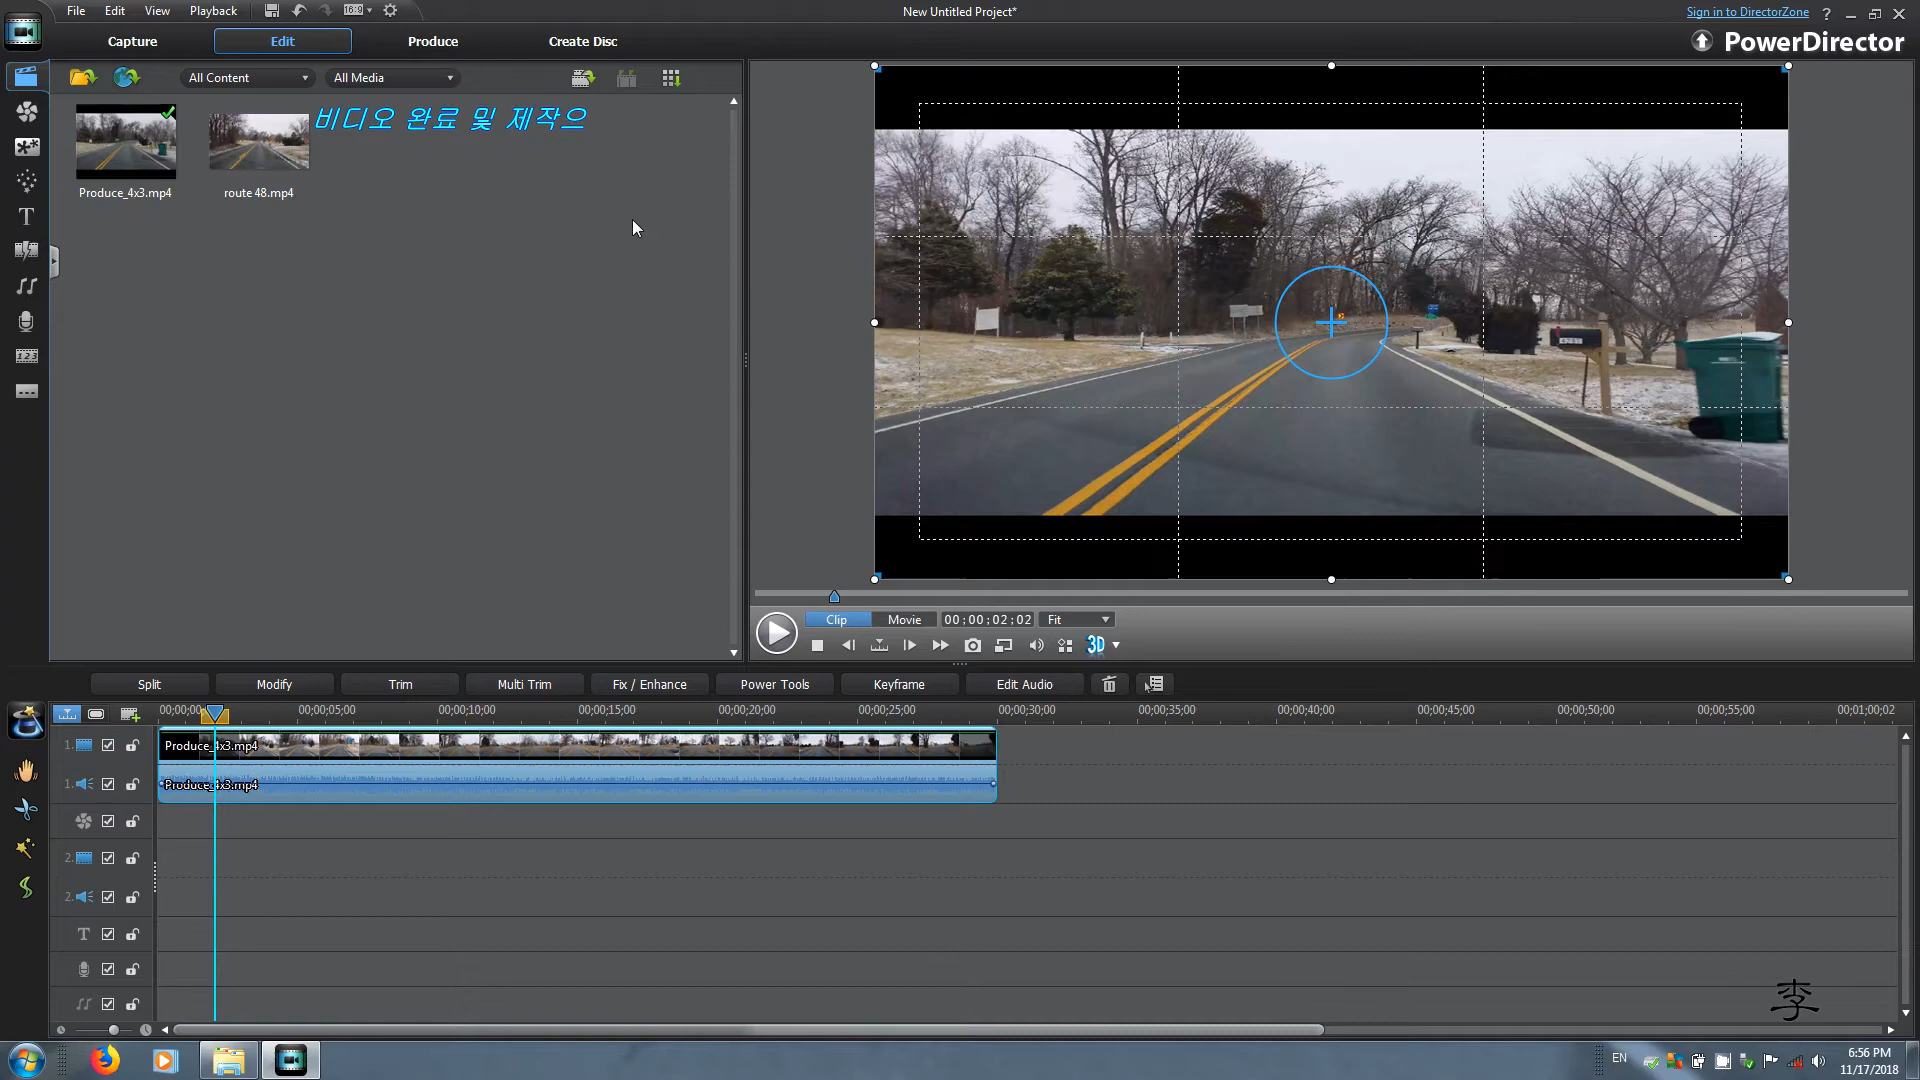 File Edit View Playback 16:9 New Untitled Project* Sign in to DirectorZone ?
Capture Edit Produce Create Disc PowerDirector
All Content All Media
비디오 완료 및 제작으
Produce_4x3.mp4 route 48.mp4
Clip Movie 00;00;02;02 Fit
3D
Split Modify Trim Multi Trim Fix / Enhance Power Tools Keyframe Edit Audio
00;00;00 00;00;05;00 00;00;10;00 00;00;15;00 00;00;20;00 00;00;25;00 00;00;30;00 00;00;35;00 00;00;40;00 00;00;45;00 00;00;50;00 00;00;55;00 00;01;00;02
1. Produce_4x3.mp4
1. Produce_4x3.mp4
2.
2.
T
李
EN 6:56 PM
11/17/2018